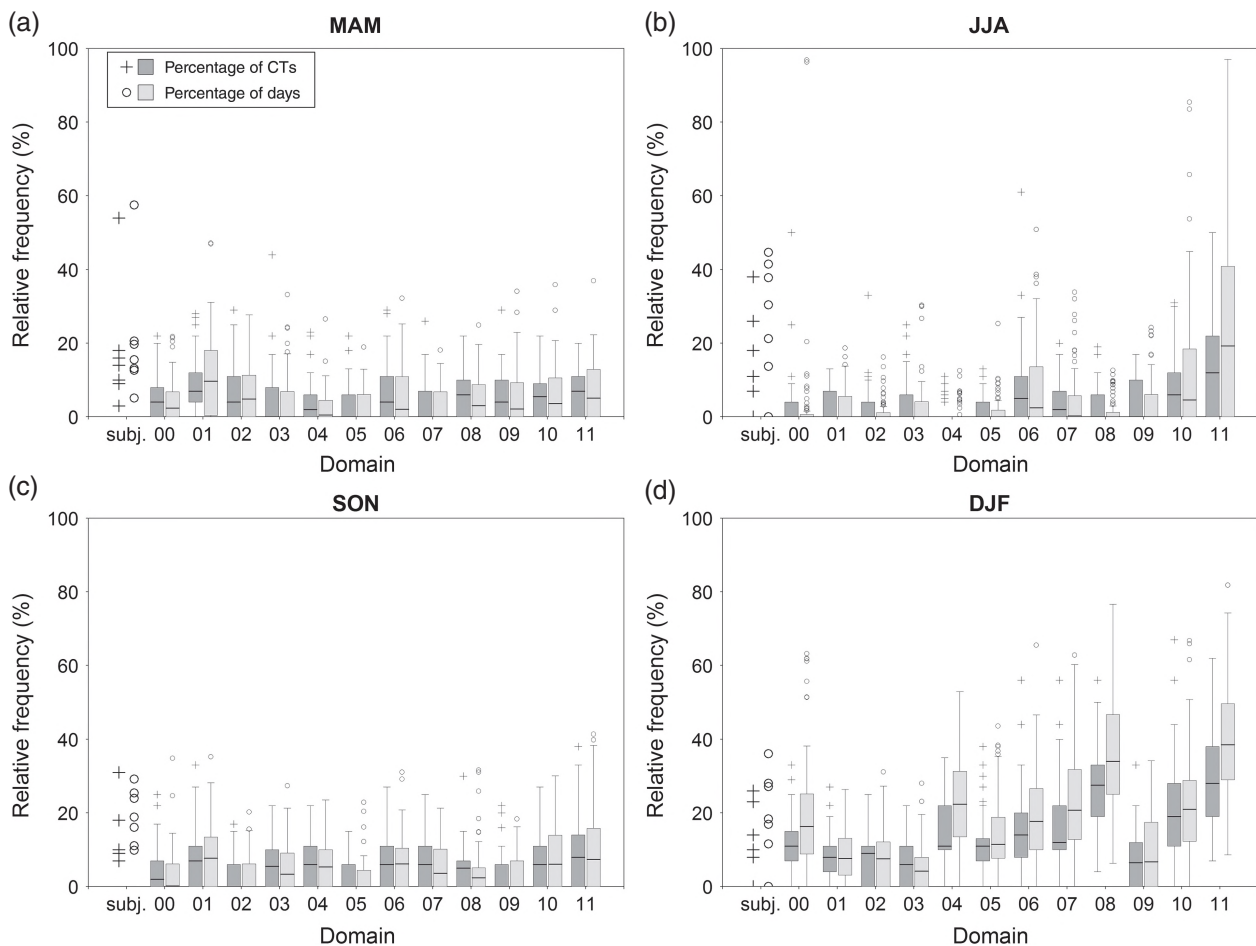 (a) MAM
100
80
60
40
20
0
Relative frequency (%)
Percentage of CTs
Percentage of days
subj. 00 01 02 03 04 05 06 07 08 09 10 11
Domain
(b) JJA
100
80
60
40
20
0
Relative frequency (%)
subj. 00 01 02 03 04 05 06 07 08 09 10 11
Domain
(c) SON
100
80
60
40
20
0
Relative frequency (%)
subj. 00 01 02 03 04 05 06 07 08 09 10 11
Domain
(d) DJF
100
80
60
40
20
0
Relative frequency (%)
subj. 00 01 02 03 04 05 06 07 08 09 10 11
Domain